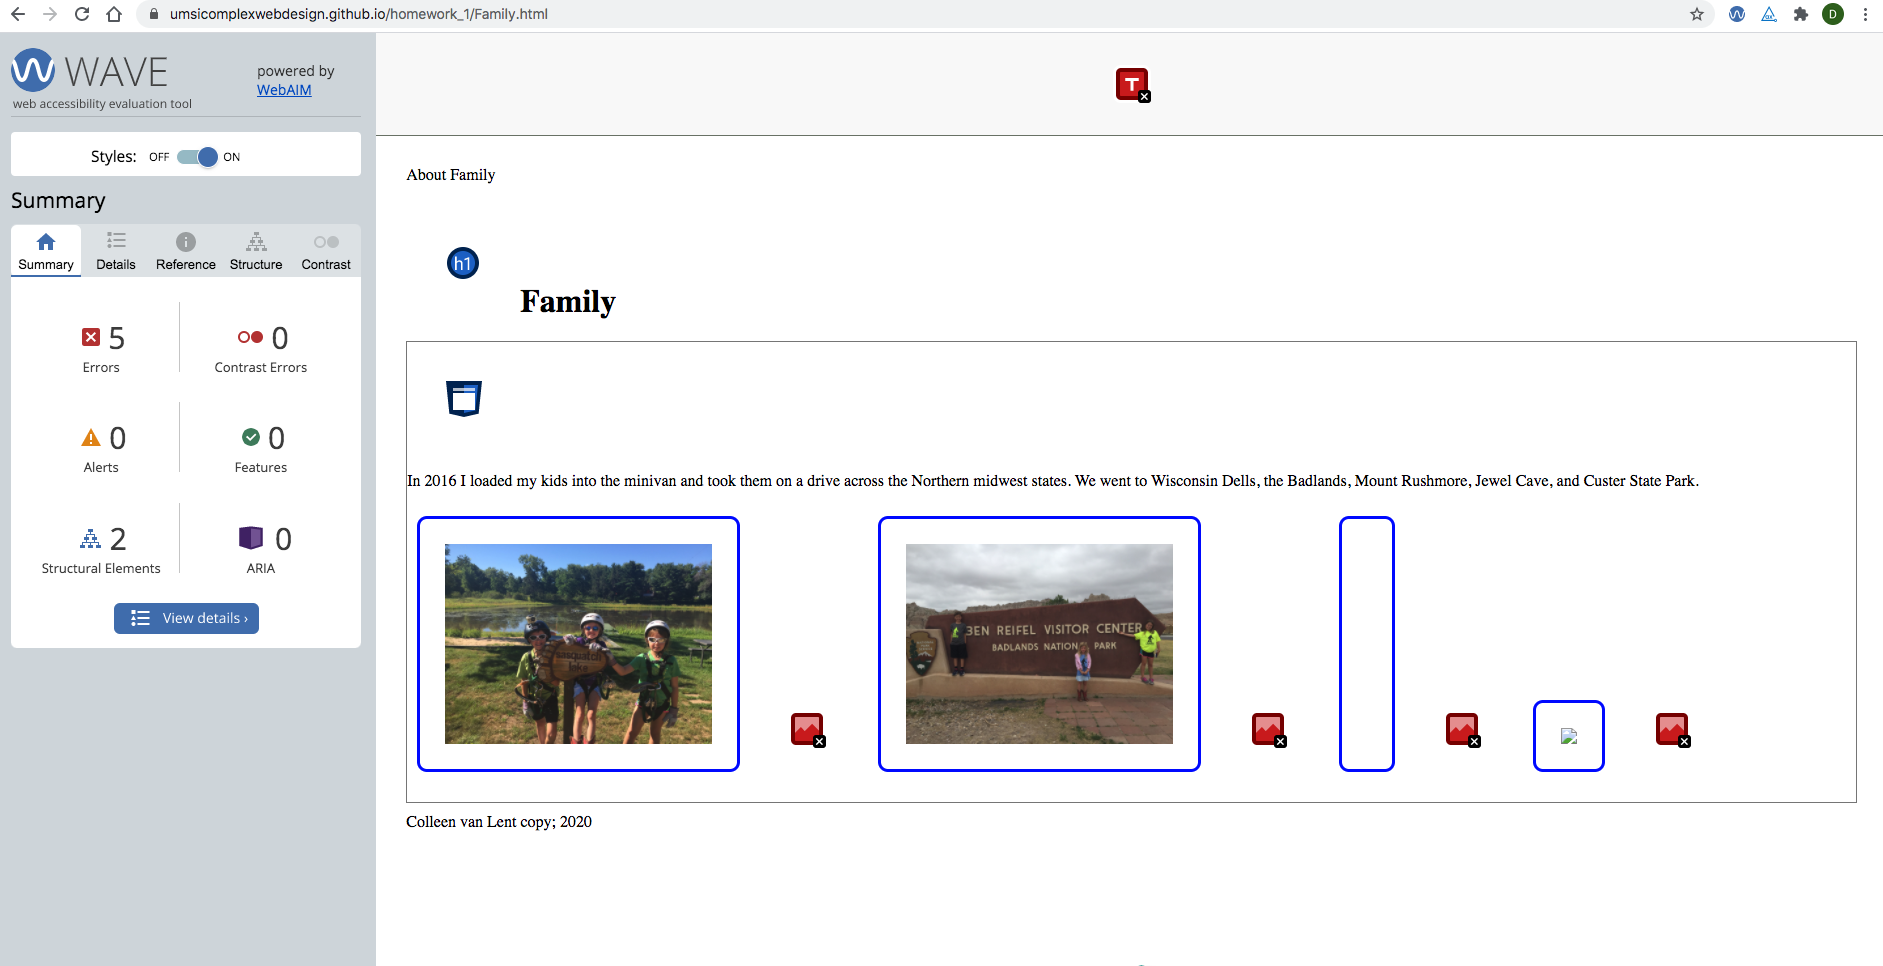 umsicomplexwebdesign.github.io/homework_1/Family.html
D
WAVE
powered by
WebAIM
web accessibility evaluation tool
Styles: OFF ON
Summary
Summary Details Reference Structure Contrast
5 0
Errors Contrast Errors
0 0
Alerts Features
2 0
Structural Elements ARIA
View details ›
T
About Family
h1
Family
In 2016 I loaded my kids into the minivan and took them on a drive across the Northern midwest states. We went to Wisconsin Dells, the Badlands, Mount Rushmore, Jewel Cave, and Custer State Park.
sasquatch
lake
BEN REIFEL VISITOR CENTER
BADLANDS NATIONAL PARK
Colleen van Lent copy; 2020